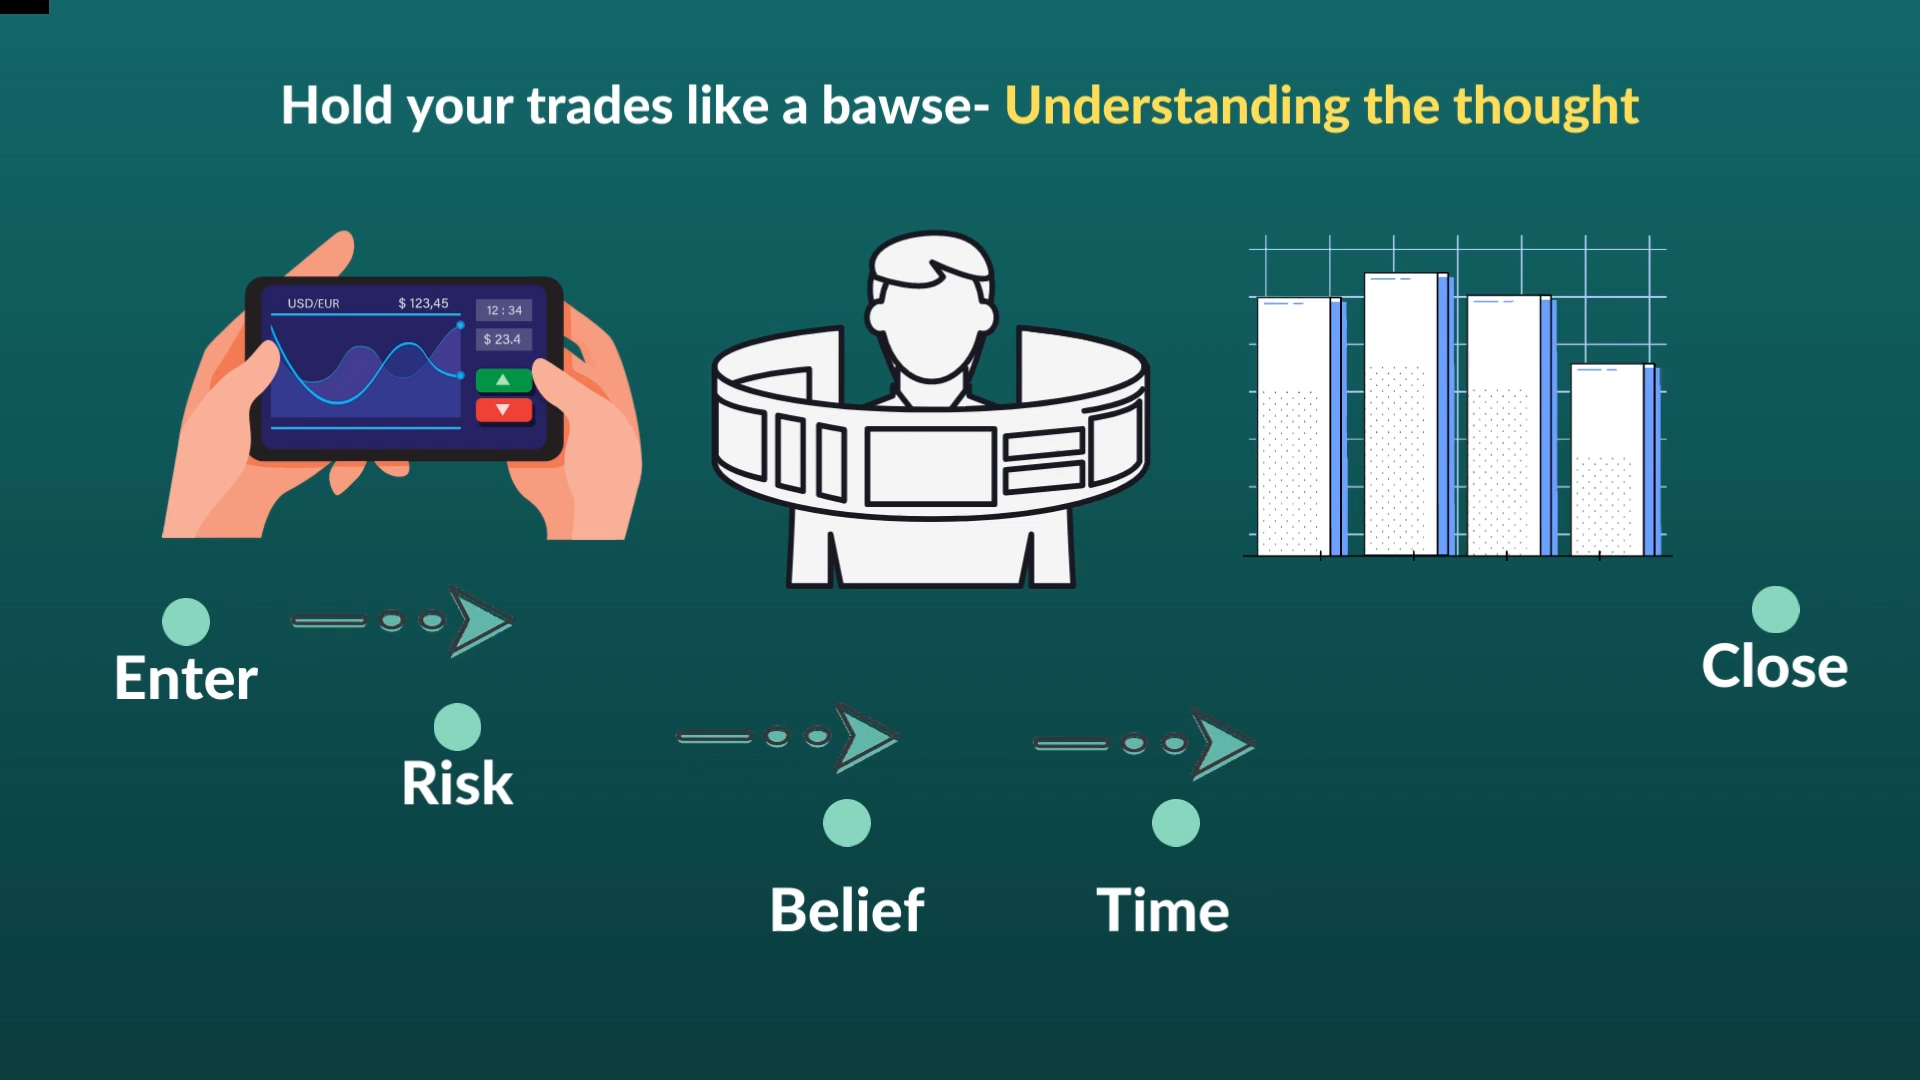 Hold your trades like a bawse- Understanding the thought
USD/EUR $ 123,45
12 : 34
$ 23.4
Enter
Risk
Belief
Time
Close